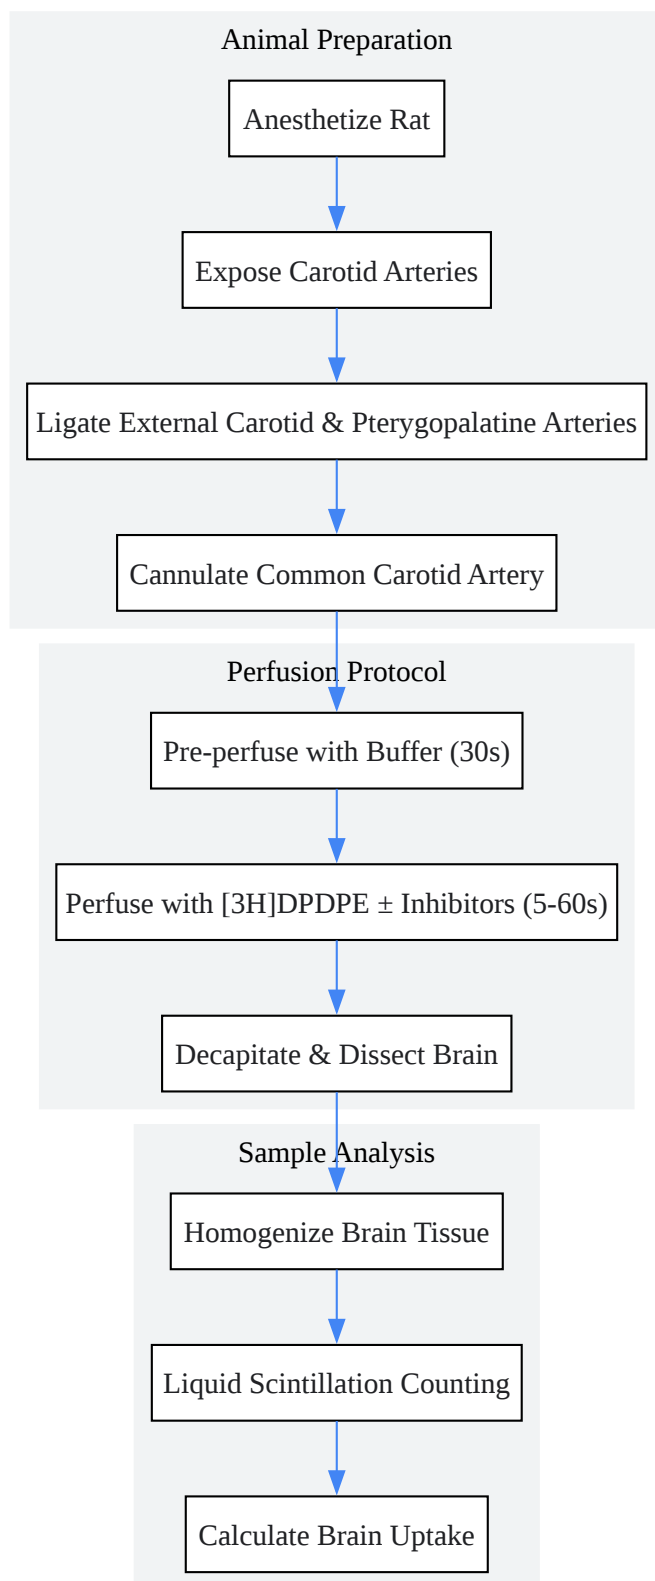 Animal Preparation
Anesthetize Rat
Expose Carotid Arteries
Ligate External Carotid & Pterygopalatine Arteries
Cannulate Common Carotid Artery
Perfusion Protocol
Pre-perfuse with Buffer (30s)
Perfuse with [3H]DPDPE ± Inhibitors (5-60s)
Decapitate & Dissect Brain
Sample Analysis
Homogenize Brain Tissue
Liquid Scintillation Counting
Calculate Brain Uptake